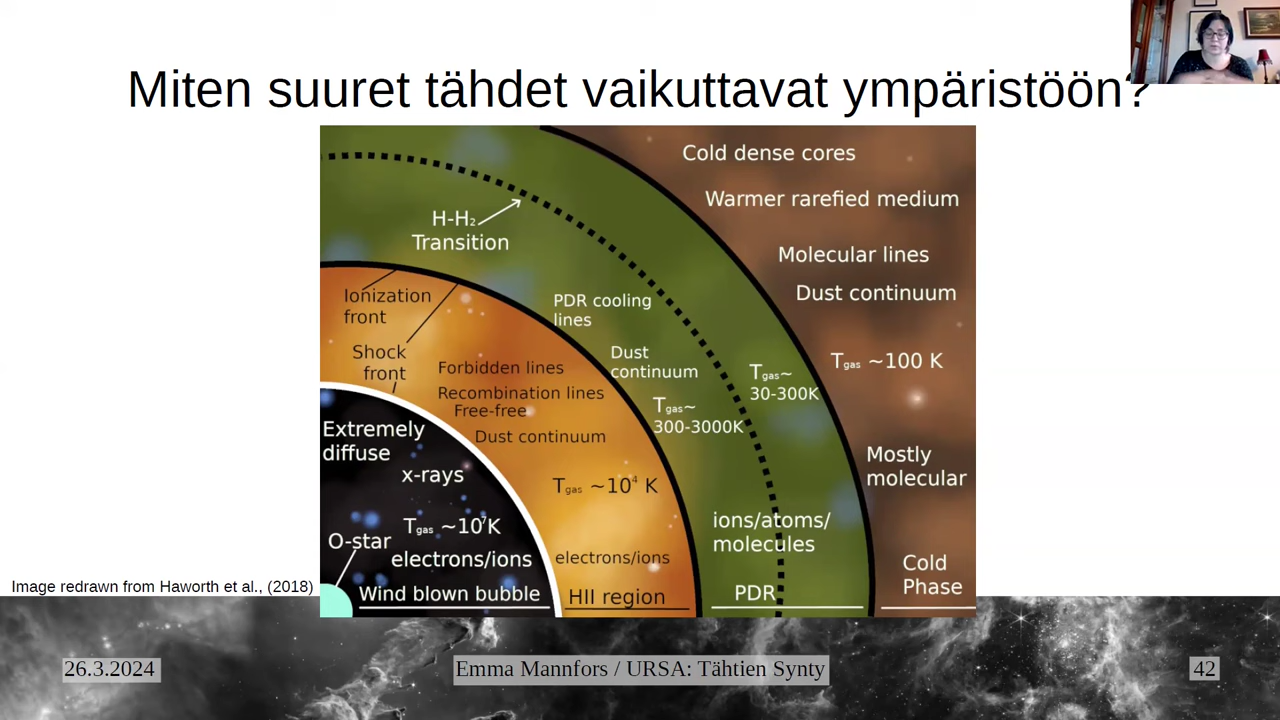 Miten suuret tähdet vaikuttavat ympäristöön?
Cold dense cores
Warmer rarefied medium
H-H₂
Transition
Molecular lines
Dust continuum
Ionization
front
PDR cooling
lines
Shock
front
Dust
continuum
Tgas ~100 K
Forbidden lines
Recombination lines
Free-free
Dust continuum
Tgas~
30-300K
Tgas~
300-3000K
Extremely
diffuse
x-rays
Tgas ~10⁴ K
Mostly
molecular
Tgas ~10⁷K
O-star
electrons/ions
electrons/ions
ions/atoms/
molecules
Cold
Phase
Wind blown bubble
HII region
PDR
Image redrawn from Haworth et al., (2018)
26.3.2024
Emma Mannfors / URSA: Tähtien Synty
42